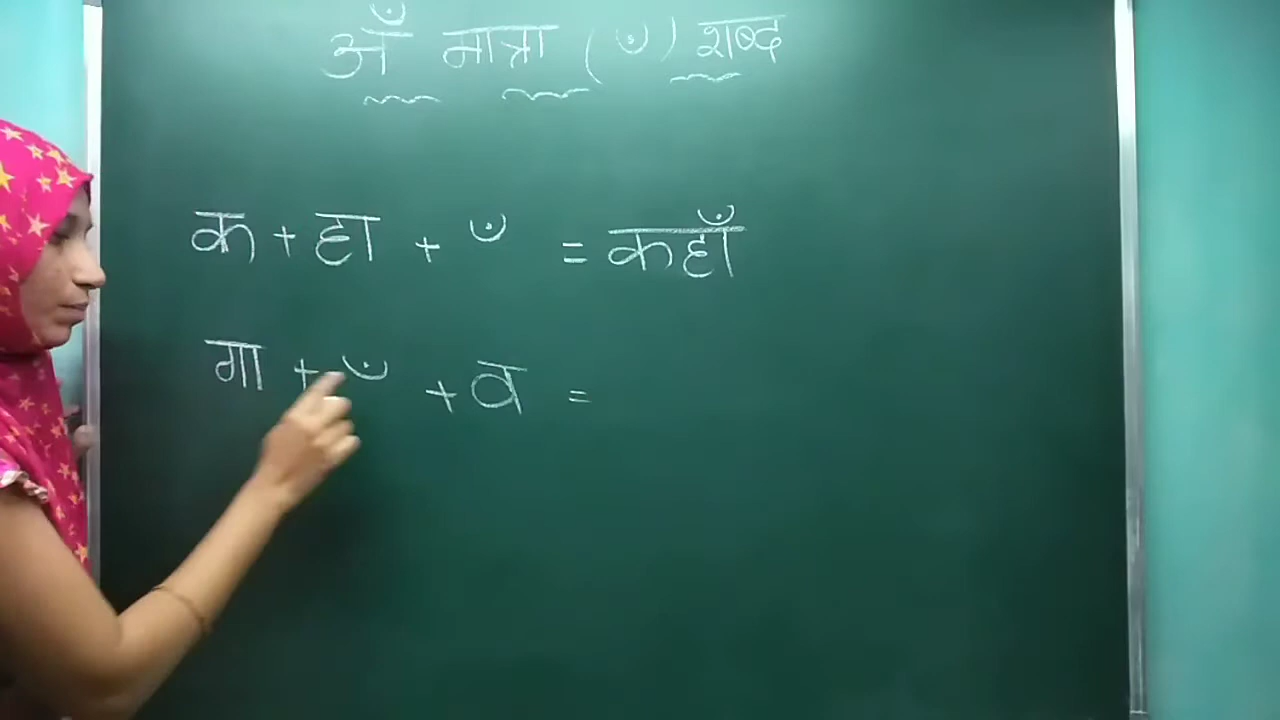 अँ मात्रा ( ँ ) शब्द
क + हा + ँ = कहाँ
गा + ँ + व =